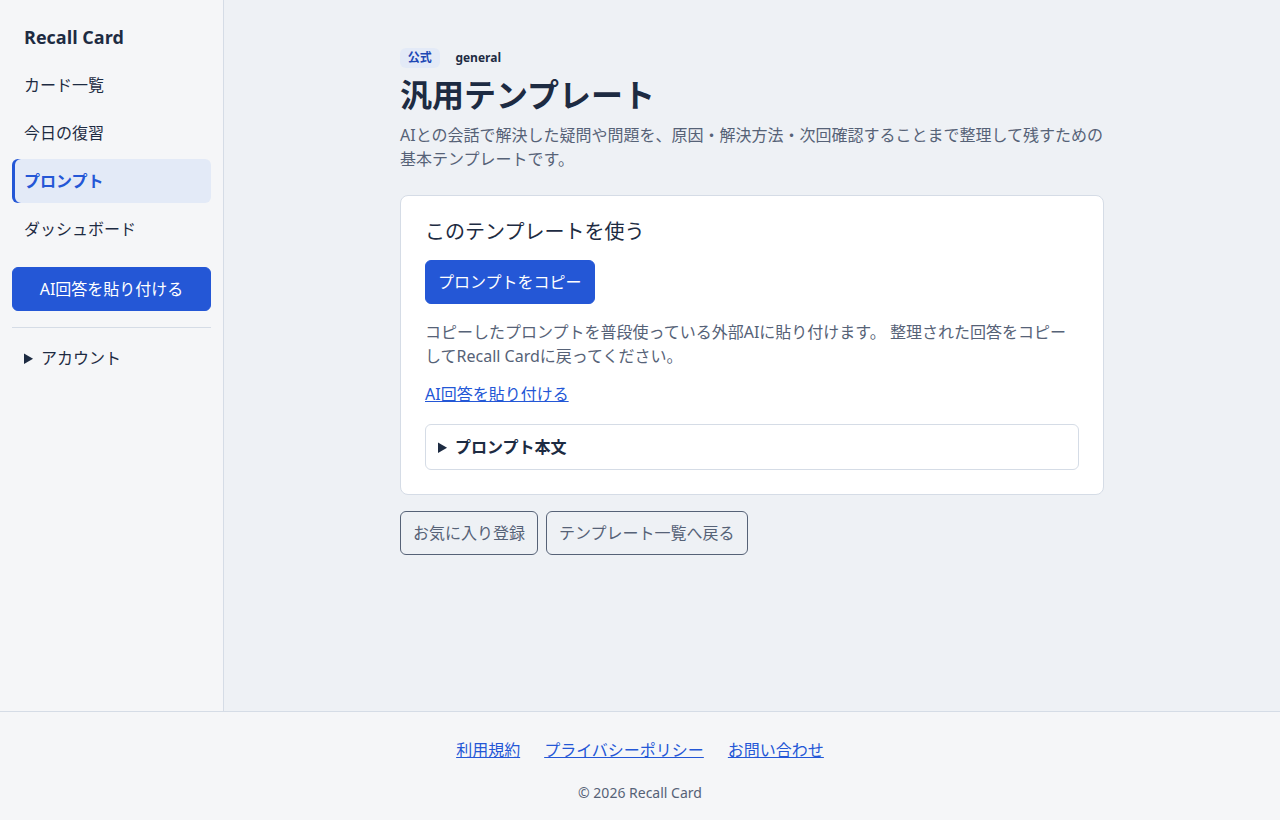 Recall Card
カード一覧
今日の復習
プロンプト
ダッシュボード
AI回答を貼り付ける
アカウント
公式 general
汎用テンプレート
AIとの会話で解決した疑問や問題を、原因・解決方法・次回確認することまで整理して残すための
基本テンプレートです。
このテンプレートを使う
プロンプトをコピー
コピーしたプロンプトを普段使っている外部AIに貼り付けます。 整理された回答をコピー
してRecall Cardに戻ってください。
AI回答を貼り付ける
プロンプト本文
お気に入り登録 テンプレート一覧へ戻る
利用規約 プライバシーポリシー お問い合わせ
© 2026 Recall Card